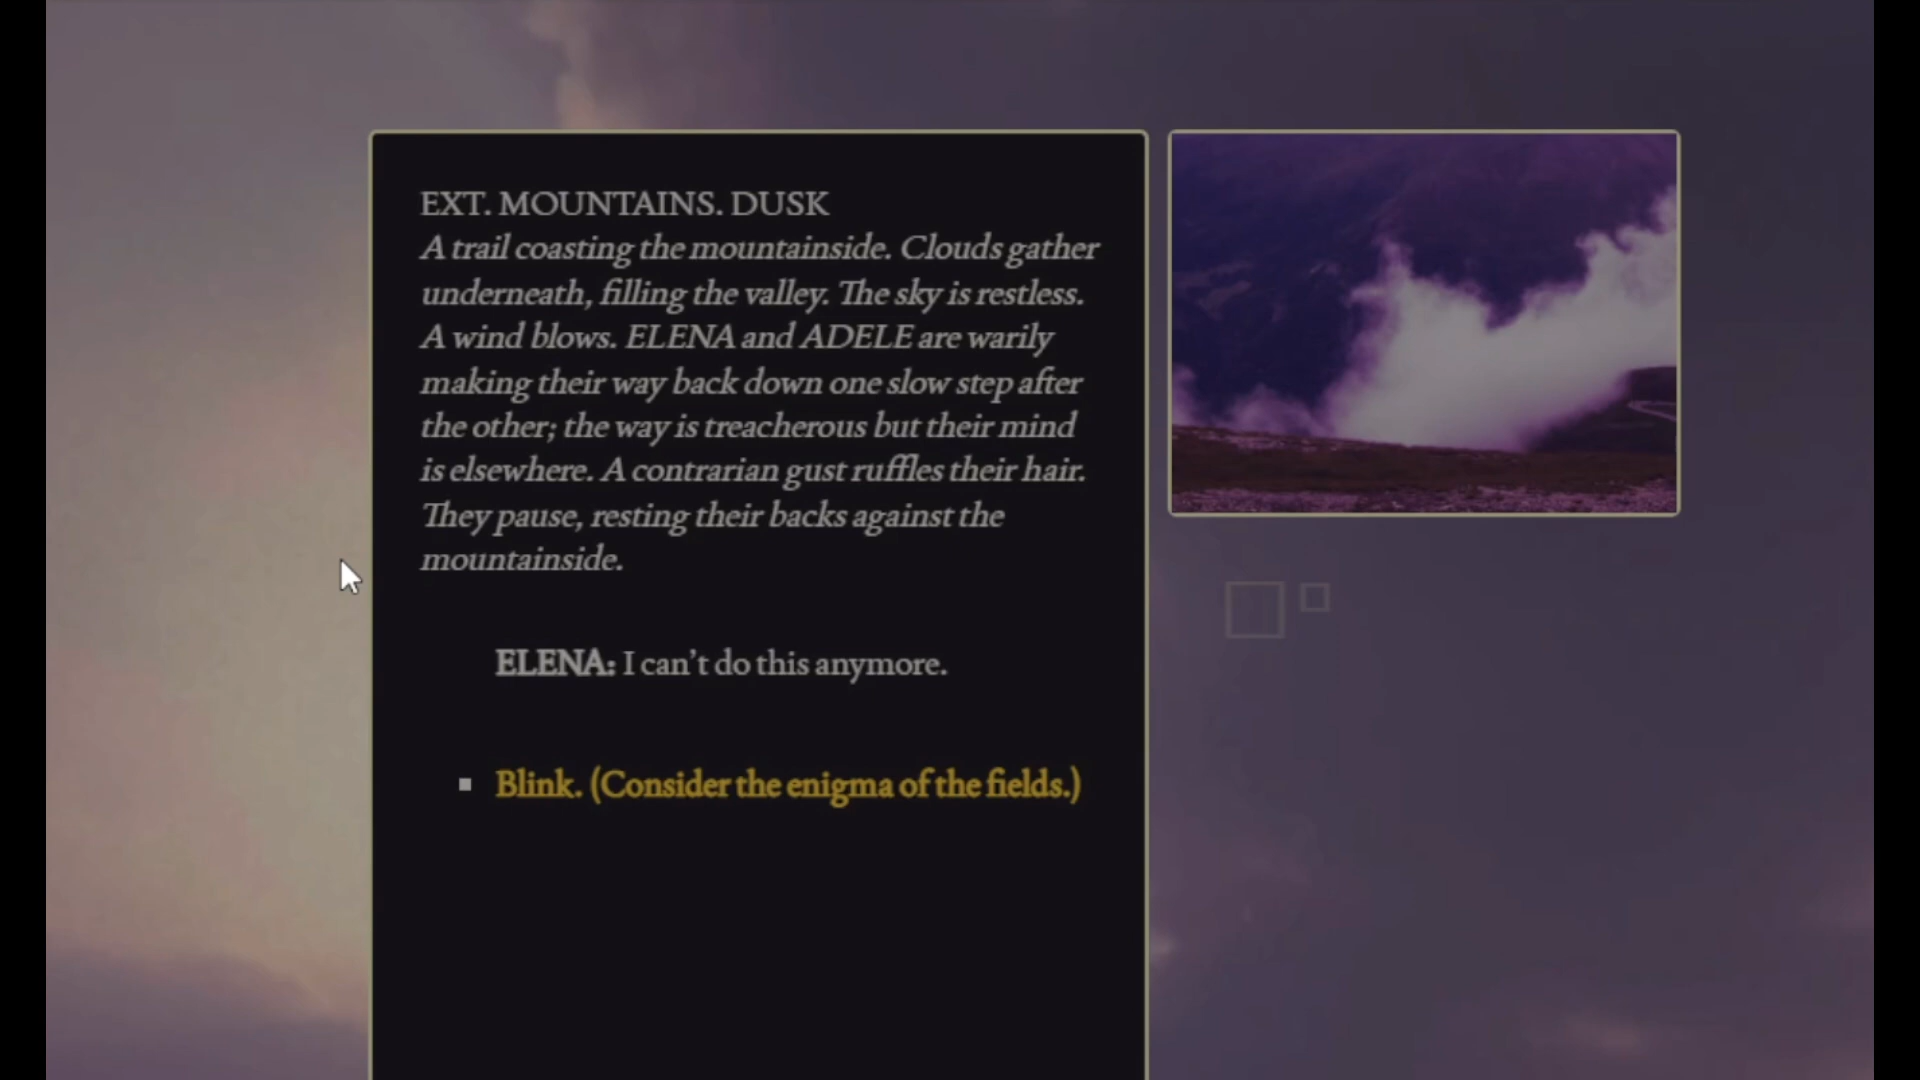 EXT. MOUNTAINS. DUSK
A trail coasting the mountainside. Clouds gather
underneath, filling the valley. The sky is restless.
A wind blows. ELENA and ADELE are warily
making their way back down one slow step after
the other; the way is treacherous but their mind
is elsewhere. A contrarian gust ruffles their hair.
They pause, resting their backs against the
mountainside.
ELENA: I can’t do this anymore.
Blink. (Consider the enigma of the fields.)